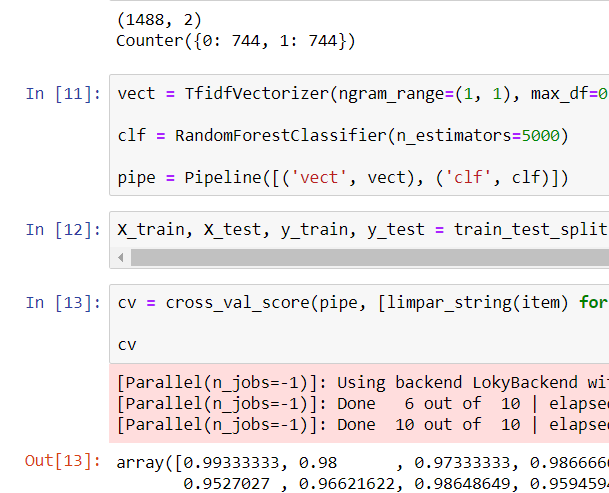 (1488, 2)
Counter({0: 744, 1: 744})
In [11]: vect = TfidfVectorizer(ngram_range=(1, 1), max_df=0
clf = RandomForestClassifier(n_estimators=5000)
pipe = Pipeline([('vect', vect), ('clf', clf)])
In [12]: X_train, X_test, y_train, y_test = train_test_split
In [13]: cv = cross_val_score(pipe, [limpar_string(item) for
cv
[Parallel(n_jobs=-1)]: Using backend LokyBackend wi
[Parallel(n_jobs=-1)]: Done   6 out of  10 | elapse
[Parallel(n_jobs=-1)]: Done  10 out of  10 | elapse
Out[13]: array([0.99333333, 0.98      , 0.97333333, 0.9866666
0.9527027 , 0.96621622, 0.98648649, 0.959459